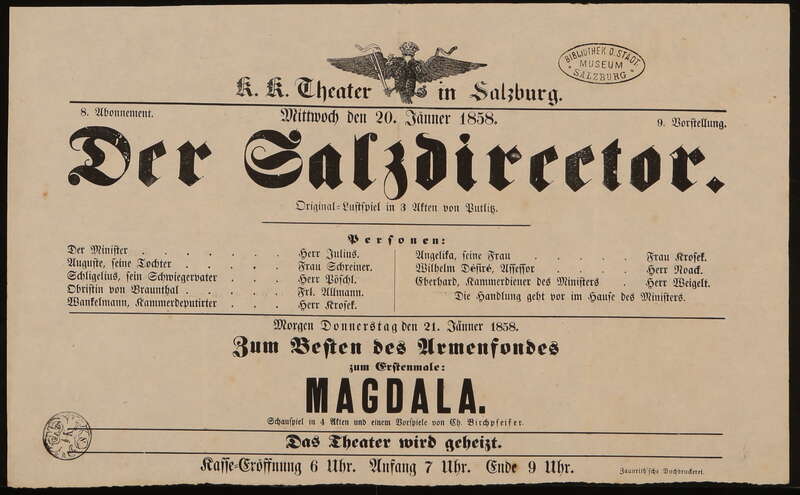 BIBLIOTHEK D. STADT.
MUSEUM
SALZBURG
K. K. Theater in Salzburg.
8. Abonnement.
Mittwoch den 20. Jänner 1858.
9. Vorstellung.
Der Salzdirector.
Original-Lustspiel in 3 Akten von Putlitz.
Personen:
Der Minister . . . . . . . Herr Julius.
Auguste, seine Tochter . . . . . Frau Schreiner.
Schligelius, sein Schwiegervater . . . Herr Pöschl.
Obristin von Braunthal . . . . . Frl. Allmann.
Wankelmann, Kammerdeputirter . . . Herr Krosek.
Angelika, seine Frau . . . . . Frau Krosek.
Wilhelm Désiré, Assessor . . . . . Herr Noack.
Eberhard, Kammerdiener des Ministers . Herr Weigelt.
Die Handlung geht vor im Hause des Ministers.
Morgen Donnerstag den 21. Jänner 1858.
Zum Besten des Armenfondes
zum Erstenmale:
MAGDALA.
Schauspiel in 4 Akten und einem Vorspiele von Ch. Birchpfeifer.
Das Theater wird geheizt.
Kasse-Eröffnung 6 Uhr. Anfang 7 Uhr. Ende 9 Uhr.
Zaunrith'sche Buchdruckerei.